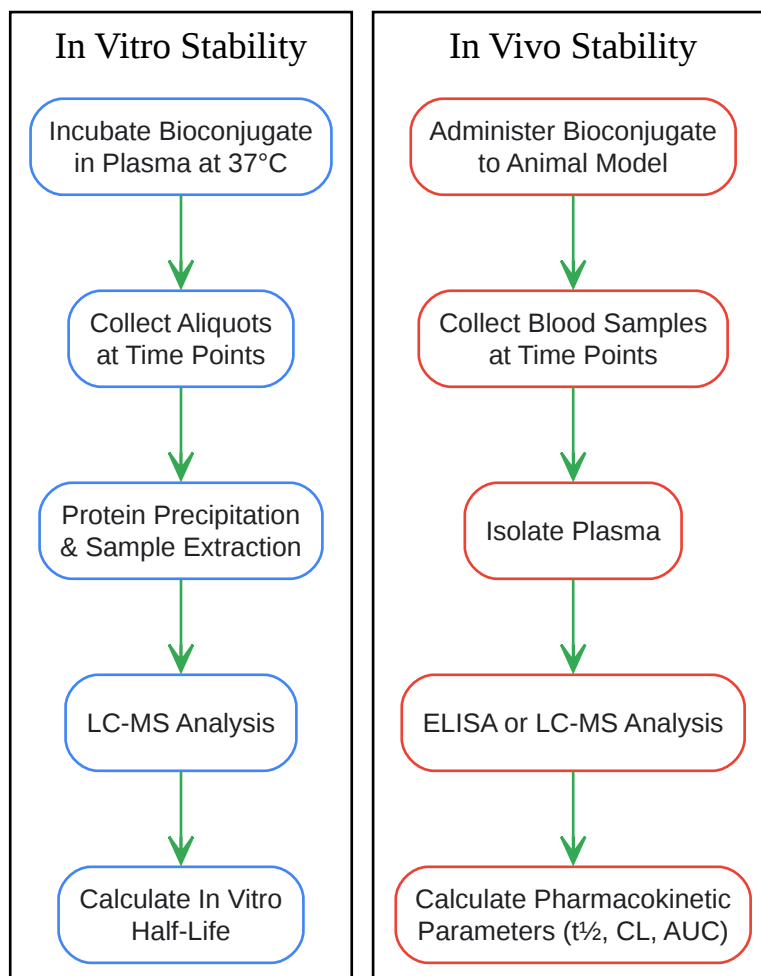 In Vitro Stability
Incubate Bioconjugate
in Plasma at 37°C
Collect Aliquots
at Time Points
Protein Precipitation
& Sample Extraction
LC-MS Analysis
Calculate In Vitro
Half-Life
In Vivo Stability
Administer Bioconjugate
to Animal Model
Collect Blood Samples
at Time Points
Isolate Plasma
ELISA or LC-MS Analysis
Calculate Pharmacokinetic
Parameters (t½, CL, AUC)